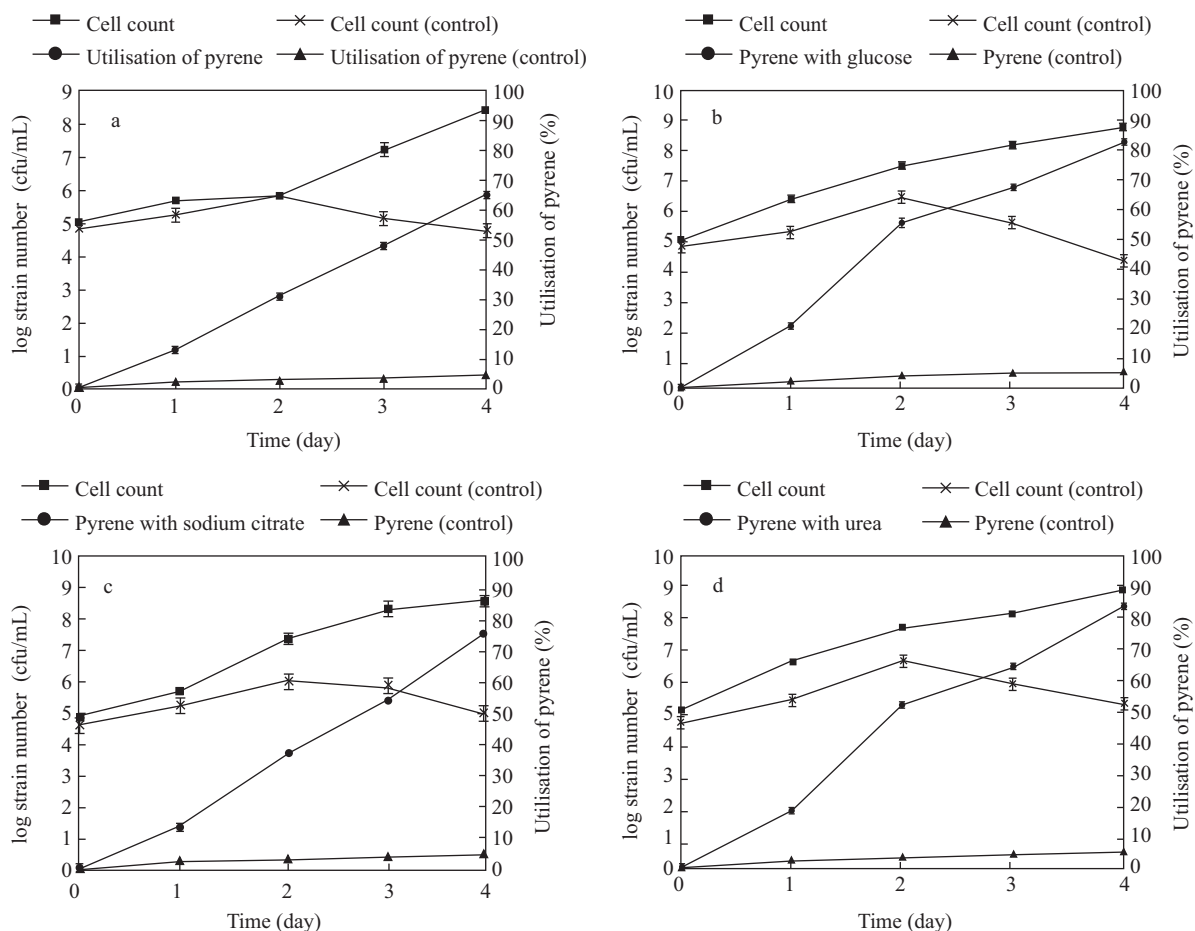 Cell count
Cell count (control)
Utilisation of pyrene
Utilisation of pyrene (control)
a
log strain number (cfu/mL)
9
8
7
6
5
4
3
2
1
0
Utilisation of pyrene (%)
100
90
80
70
60
50
40
30
20
10
0
0 1 2 3 4
Time (day)
Cell count
Cell count (control)
Pyrene with glucose
Pyrene (control)
b
log strain number (cfu/mL)
10
9
8
7
6
5
4
3
2
1
0
Utilisation of pyrene (%)
100
90
80
70
60
50
40
30
20
10
0
0 1 2 3 4
Time (day)
Cell count
Cell count (control)
Pyrene with sodium citrate
Pyrene (control)
c
log strain number (cfu/mL)
10
9
8
7
6
5
4
3
2
1
0
Utilisation of pyrene (%)
100
90
80
70
60
50
40
30
20
10
0
0 1 2 3 4
Time (day)
Cell count
Cell count (control)
Pyrene with urea
Pyrene (control)
d
log strain number (cfu/mL)
10
9
8
7
6
5
4
3
2
1
0
Utilisation of pyrene (%)
100
90
80
70
60
50
40
30
20
10
0
0 1 2 3 4
Time (day)